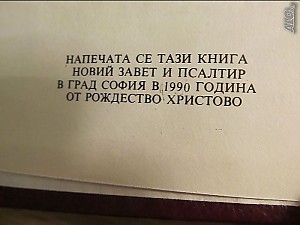 НАПЕЧАТА СЕ ТАЗИ КНИГА
НОВИЙ ЗАВЕТ И ПСАЛТИР
В ГРАД СОФИЯ В 1990 ГОДИНА
ОТ РОЖДЕСТВО ХРИСТОВО